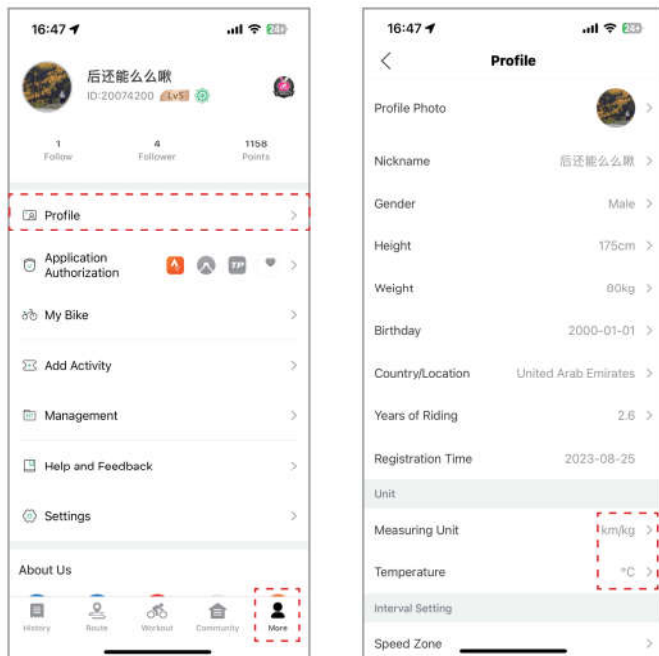 16:47
24+
后还能么么啾
ID:20074200 Lv5
1
4
1158
Follow
Follower
Points
Profile
Application
Authorization
TP
My Bike
Add Activity
Management
Help and Feedback
Settings
About Us
History
Route
Workout
Community
More
16:47
24+
Profile
Profile Photo
Nickname
后还能么么啾
Gender
Male
Height
175cm
Weight
80kg
Birthday
2000-01-01
Country/Location
United Arab Emirates
Years of Riding
2.6
Registration Time
2023-08-25
Unit
Measuring Unit
km/kg
Temperature
°C
Interval Setting
Speed Zone